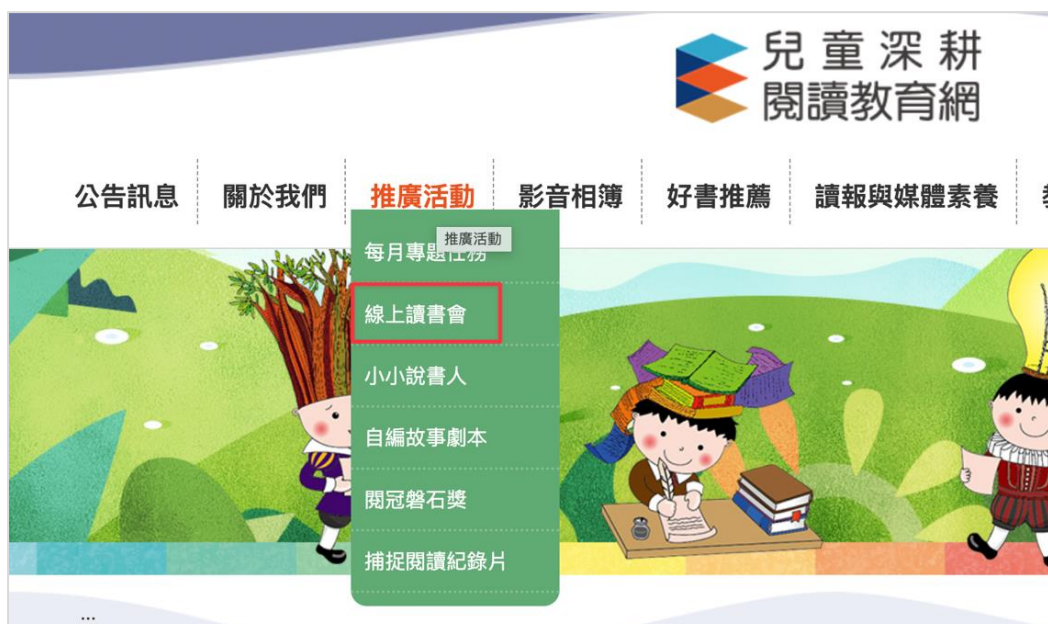 兒童深耕
閱讀教育網
公告訊息
關於我們
推廣活動
影音相簿
好書推薦
讀報與媒體素養
推廣活動
每月專題任務
線上讀書會
小小說書人
自編故事劇本
閱冠磐石獎
捕捉閱讀紀錄片
...